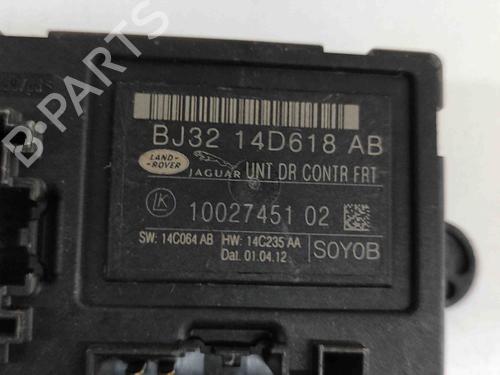 BJ32 14D618 AB
LAND-ROVER
JAGUAR UNT DR CONTR FRT
LK 10027451 02
SW: 14C064 AB HW: 14C235 AA
Dat. 01.04.12
S0Y0B
B-PARTS